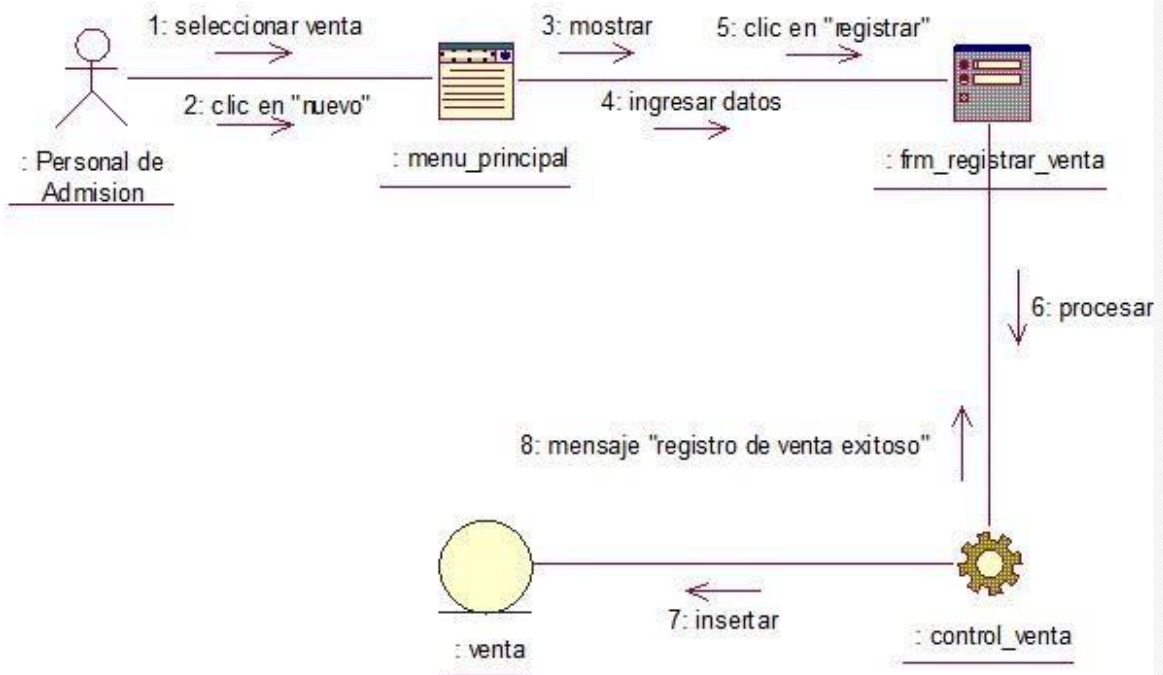 1: seleccionar venta
3: mostrar
5: clic en "registrar"
2: clic en "nuevo"
4: ingresar datos
: Personal de
Admision
: menu_principal
: frm_registrar_venta
6: procesar
8: mensaje "registro de venta exitoso"
7: insertar
: venta
: control_venta